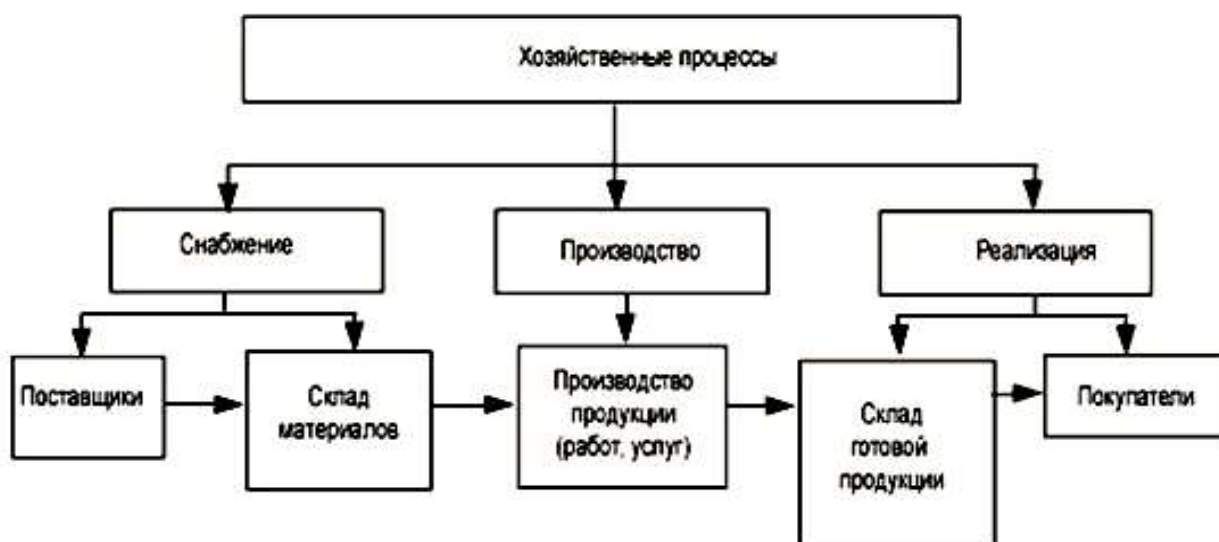 Хозяйственные процессы
Снабжение
Производство
Реализация
Поставщики
Склад
материалов
Производство
продукции
(работ, услуг)
Склад
готовой
продукции
Покупатели